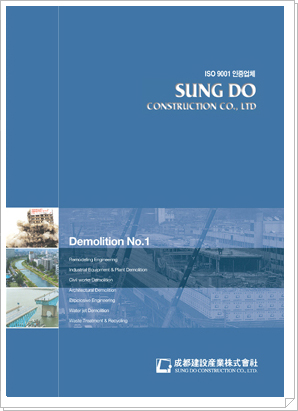 ISO 9001 인증업체
SUNG DO
CONSTRUCTION CO., LTD
Demolition No.1
Remodeling Engineering
Industrial Equipment & Plant Demolition
Civil works Demolition
Architectural Demolition
Explosion Engineering
Water jet Demolition
Waste Treatment & Recycling
成都建設産業株式會社
SUNG DO CONSTRUCTION CO., LTD.